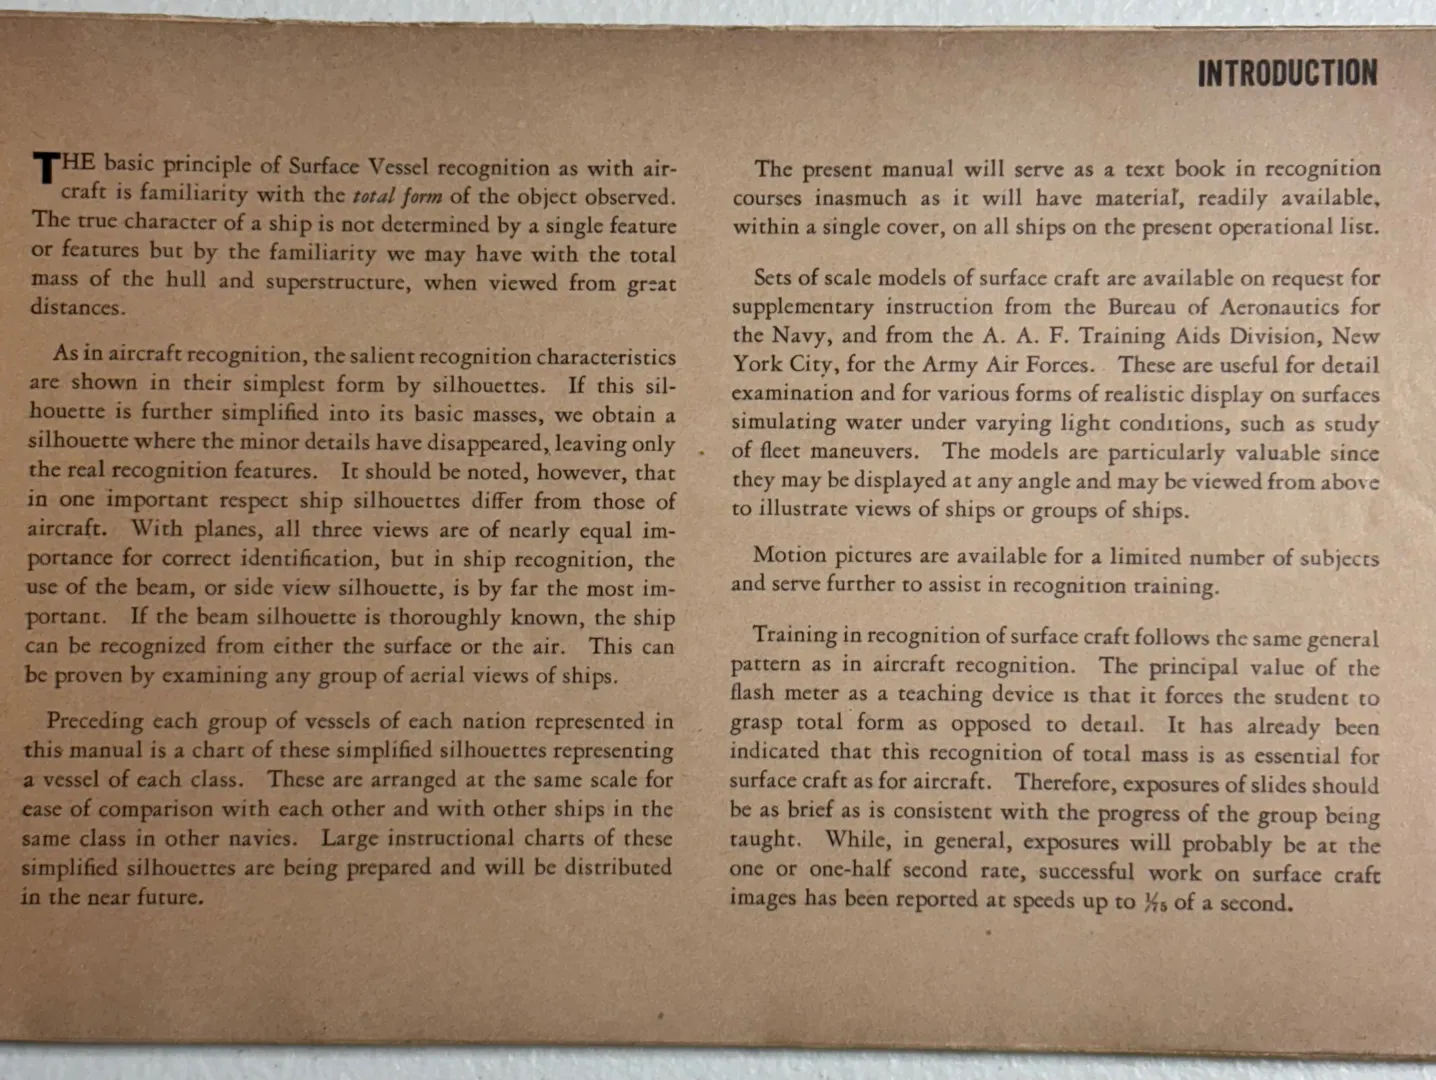 INTRODUCTION
THE basic principle of Surface Vessel recognition as with air-
craft is familiarity with the total form of the object observed.
The true character of a ship is not determined by a single feature
or features but by the familiarity we may have with the total
mass of the hull and superstructure, when viewed from great
distances.
As in aircraft recognition, the salient recognition characteristics
are shown in their simplest form by silhouettes. If this sil-
houette is further simplified into its basic masses, we obtain a
silhouette where the minor details have disappeared, leaving only
the real recognition features. It should be noted, however, that
in one important respect ship silhouettes differ from those of
aircraft. With planes, all three views are of nearly equal im-
portance for correct identification, but in ship recognition, the
use of the beam, or side view silhouette, is by far the most im-
portant. If the beam silhouette is thoroughly known, the ship
can be recognized from either the surface or the air. This can
be proven by examining any group of aerial views of ships.
Preceding each group of vessels of each nation represented in
this manual is a chart of these simplified silhouettes representing
a vessel of each class. These are arranged at the same scale for
ease of comparison with each other and with other ships in the
same class in other navies. Large instructional charts of these
simplified silhouettes are being prepared and will be distributed
in the near future.
The present manual will serve as a text book in recognition
courses inasmuch as it will have material, readily available,
within a single cover, on all ships on the present operational list.
Sets of scale models of surface craft are available on request for
supplementary instruction from the Bureau of Aeronautics for
the Navy, and from the A. A. F. Training Aids Division, New
York City, for the Army Air Forces. These are useful for detail
examination and for various forms of realistic display on surfaces
simulating water under varying light conditions, such as study
of fleet maneuvers. The models are particularly valuable since
they may be displayed at any angle and may be viewed from above
to illustrate views of ships or groups of ships.
Motion pictures are available for a limited number of subjects
and serve further to assist in recognition training.
Training in recognition of surface craft follows the same general
pattern as in aircraft recognition. The principal value of the
flash meter as a teaching device is that it forces the student to
grasp total form as opposed to detail. It has already been
indicated that this recognition of total mass is as essential for
surface craft as for aircraft. Therefore, exposures of slides should
be as brief as is consistent with the progress of the group being
taught. While, in general, exposures will probably be at the
one or one-half second rate, successful work on surface craft
images has been reported at speeds up to 1/75 of a second.